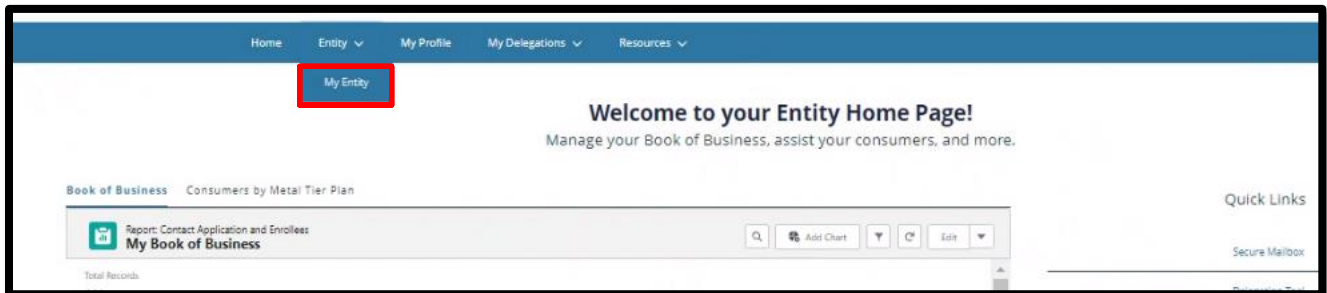 Home Entity My Profile My Delegations Resources
My Entity
Welcome to your Entity Home Page!
Manage your Book of Business, assist your consumers, and more.
Book of Business Consumers by Metal Tier Plan
Quick Links
Report: Contact Application and Enrollees
My Book of Business
Add Chart Edit
Secure Mailbox
Total Records